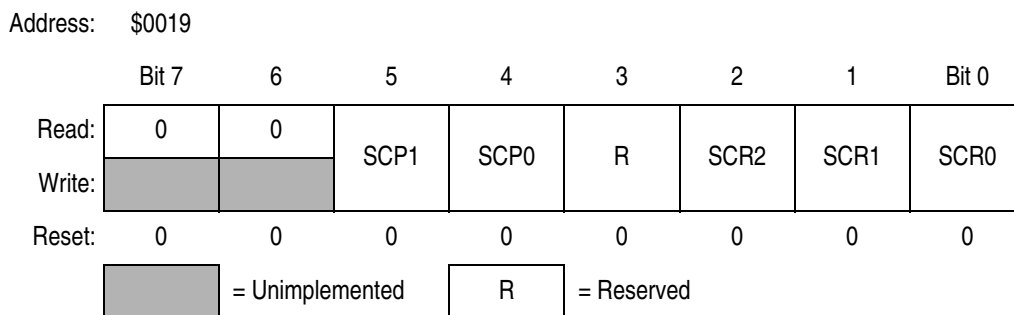 Address: $0019
Bit 7 6 5 4 3 2 1 Bit 0
Read: 0 0 SCP1 SCP0 R SCR2 SCR1 SCR0
Write:
Reset: 0 0 0 0 0 0 0 0
= Unimplemented R = Reserved